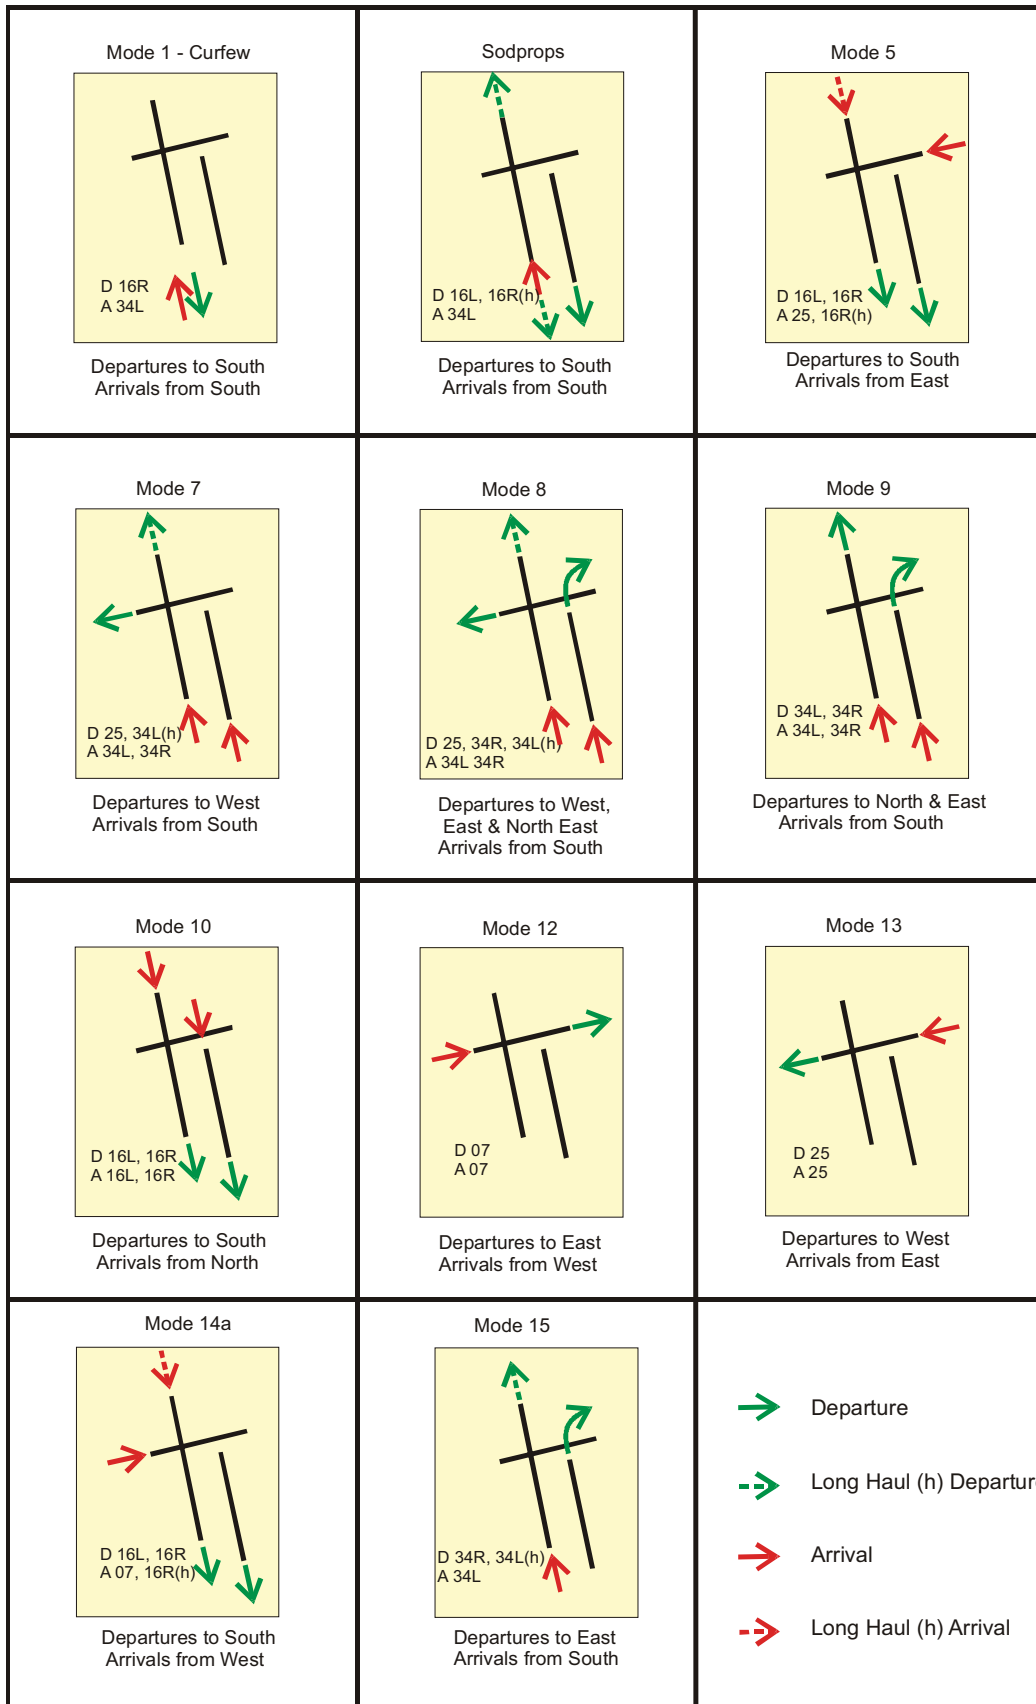 Mode 1 - Curfew
D 16R
A 34L
Departures to South
Arrivals from South
Sodprops
D 16L, 16R(h)
A 34L
Departures to South
Arrivals from South
Mode 5
D 16L, 16R
A 25, 16R(h)
Departures to South
Arrivals from East
Mode 7
D 25, 34L(h)
A 34L, 34R
Departures to West
Arrivals from South
Mode 8
D 25, 34R, 34L(h)
A 34L 34R
Departures to West,
East & North East
Arrivals from South
Mode 9
D 34L, 34R
A 34L, 34R
Departures to North & East
Arrivals from South
Mode 10
D 16L, 16R
A 16L, 16R
Departures to South
Arrivals from North
Mode 12
D 07
A 07
Departures to East
Arrivals from West
Mode 13
D 25
A 25
Departures to West
Arrivals from East
Mode 14a
D 16L, 16R
A 07, 16R(h)
Departures to South
Arrivals from West
Mode 15
D 34R, 34L(h)
A 34L
Departures to East
Arrivals from South
Departure
Long Haul (h) Departur
Arrival
Long Haul (h) Arrival